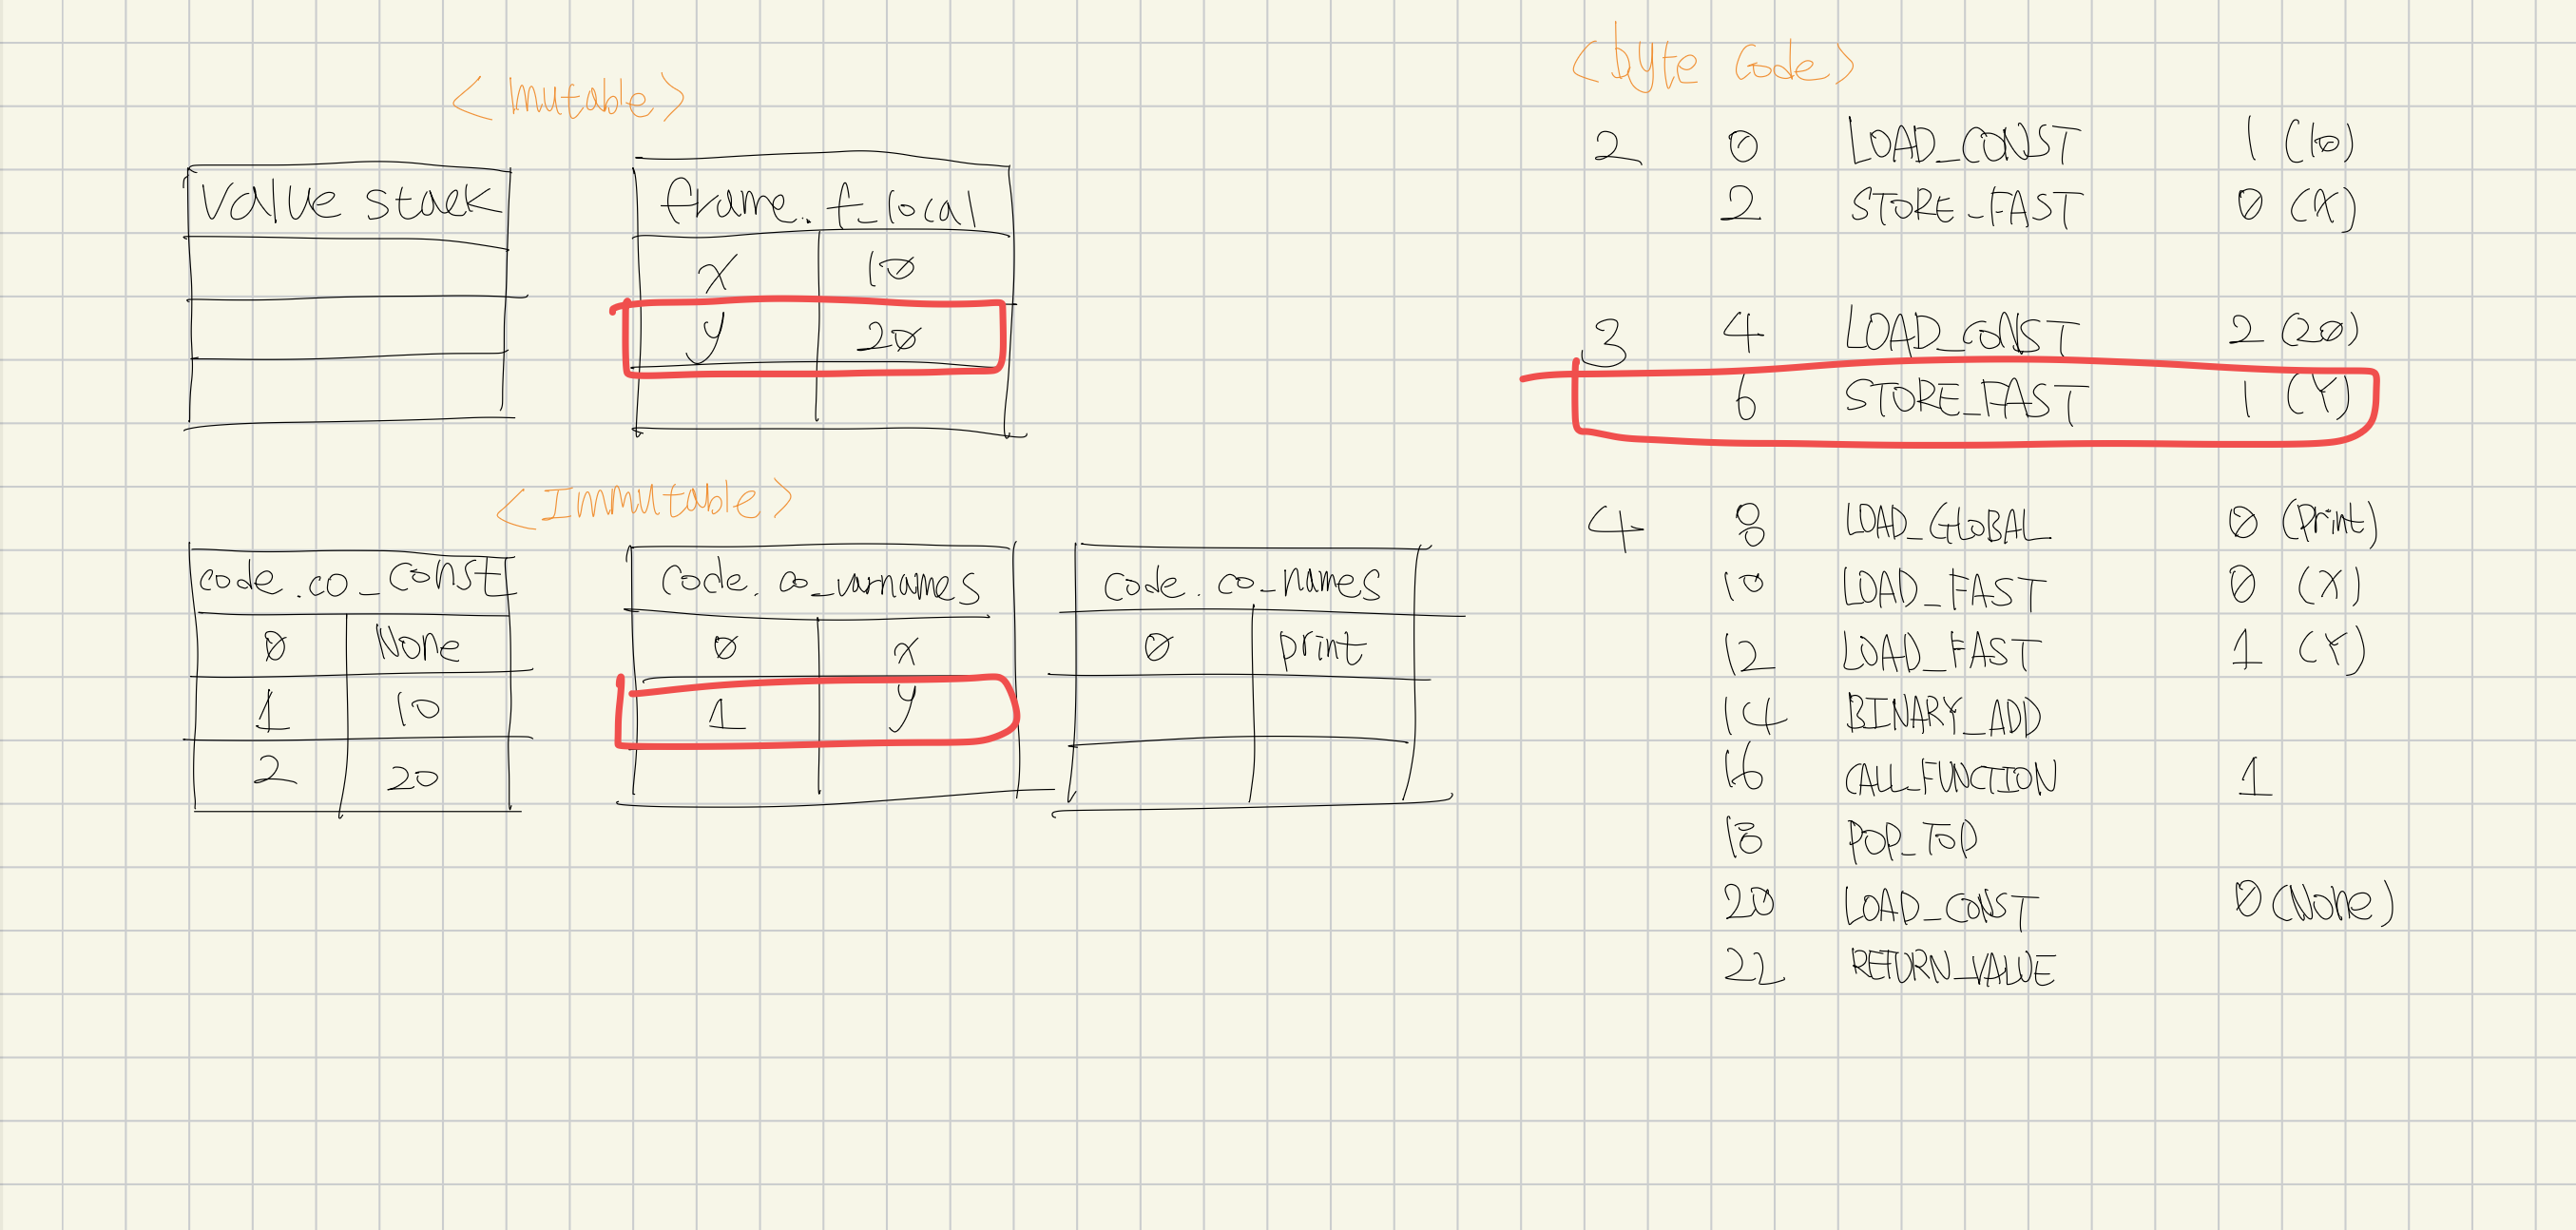 <mutable>
value stack
frame.f_local
x 10
y 20
<Immutable>
code.co_const
0 None
1 10
2 20
code.co_varnames
0 x
1 y
code.co_names
0 print
<byte code>
2 0 LOAD_CONST 1 (10)
2 STORE_FAST 0 (X)
3 4 LOAD_CONST 2 (20)
6 STORE_FAST 1 (Y)
4 8 LOAD_GLOBAL 0 (print)
10 LOAD_FAST 0 (X)
12 LOAD_FAST 1 (Y)
14 BINARY_ADD
16 CALL_FUNCTION 1
18 POP_TOP
20 LOAD_CONST 0 (None)
22 RETURN_VALUE